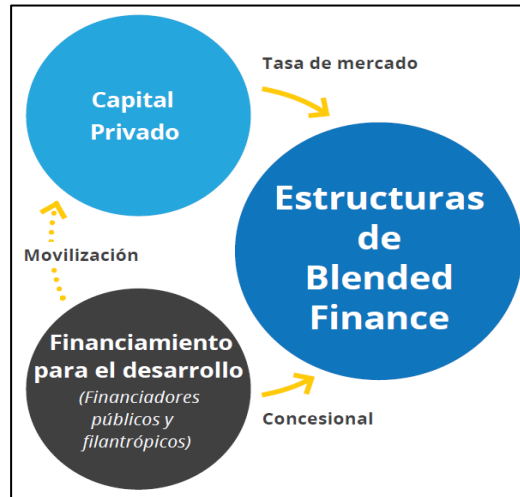 Capital
Privado
Tasa de mercado
Estructuras
de
Blended
Finance
Movilización
Financiamiento
para el desarrollo
(Financiadores
públicos y
filantrópicos)
Concesional